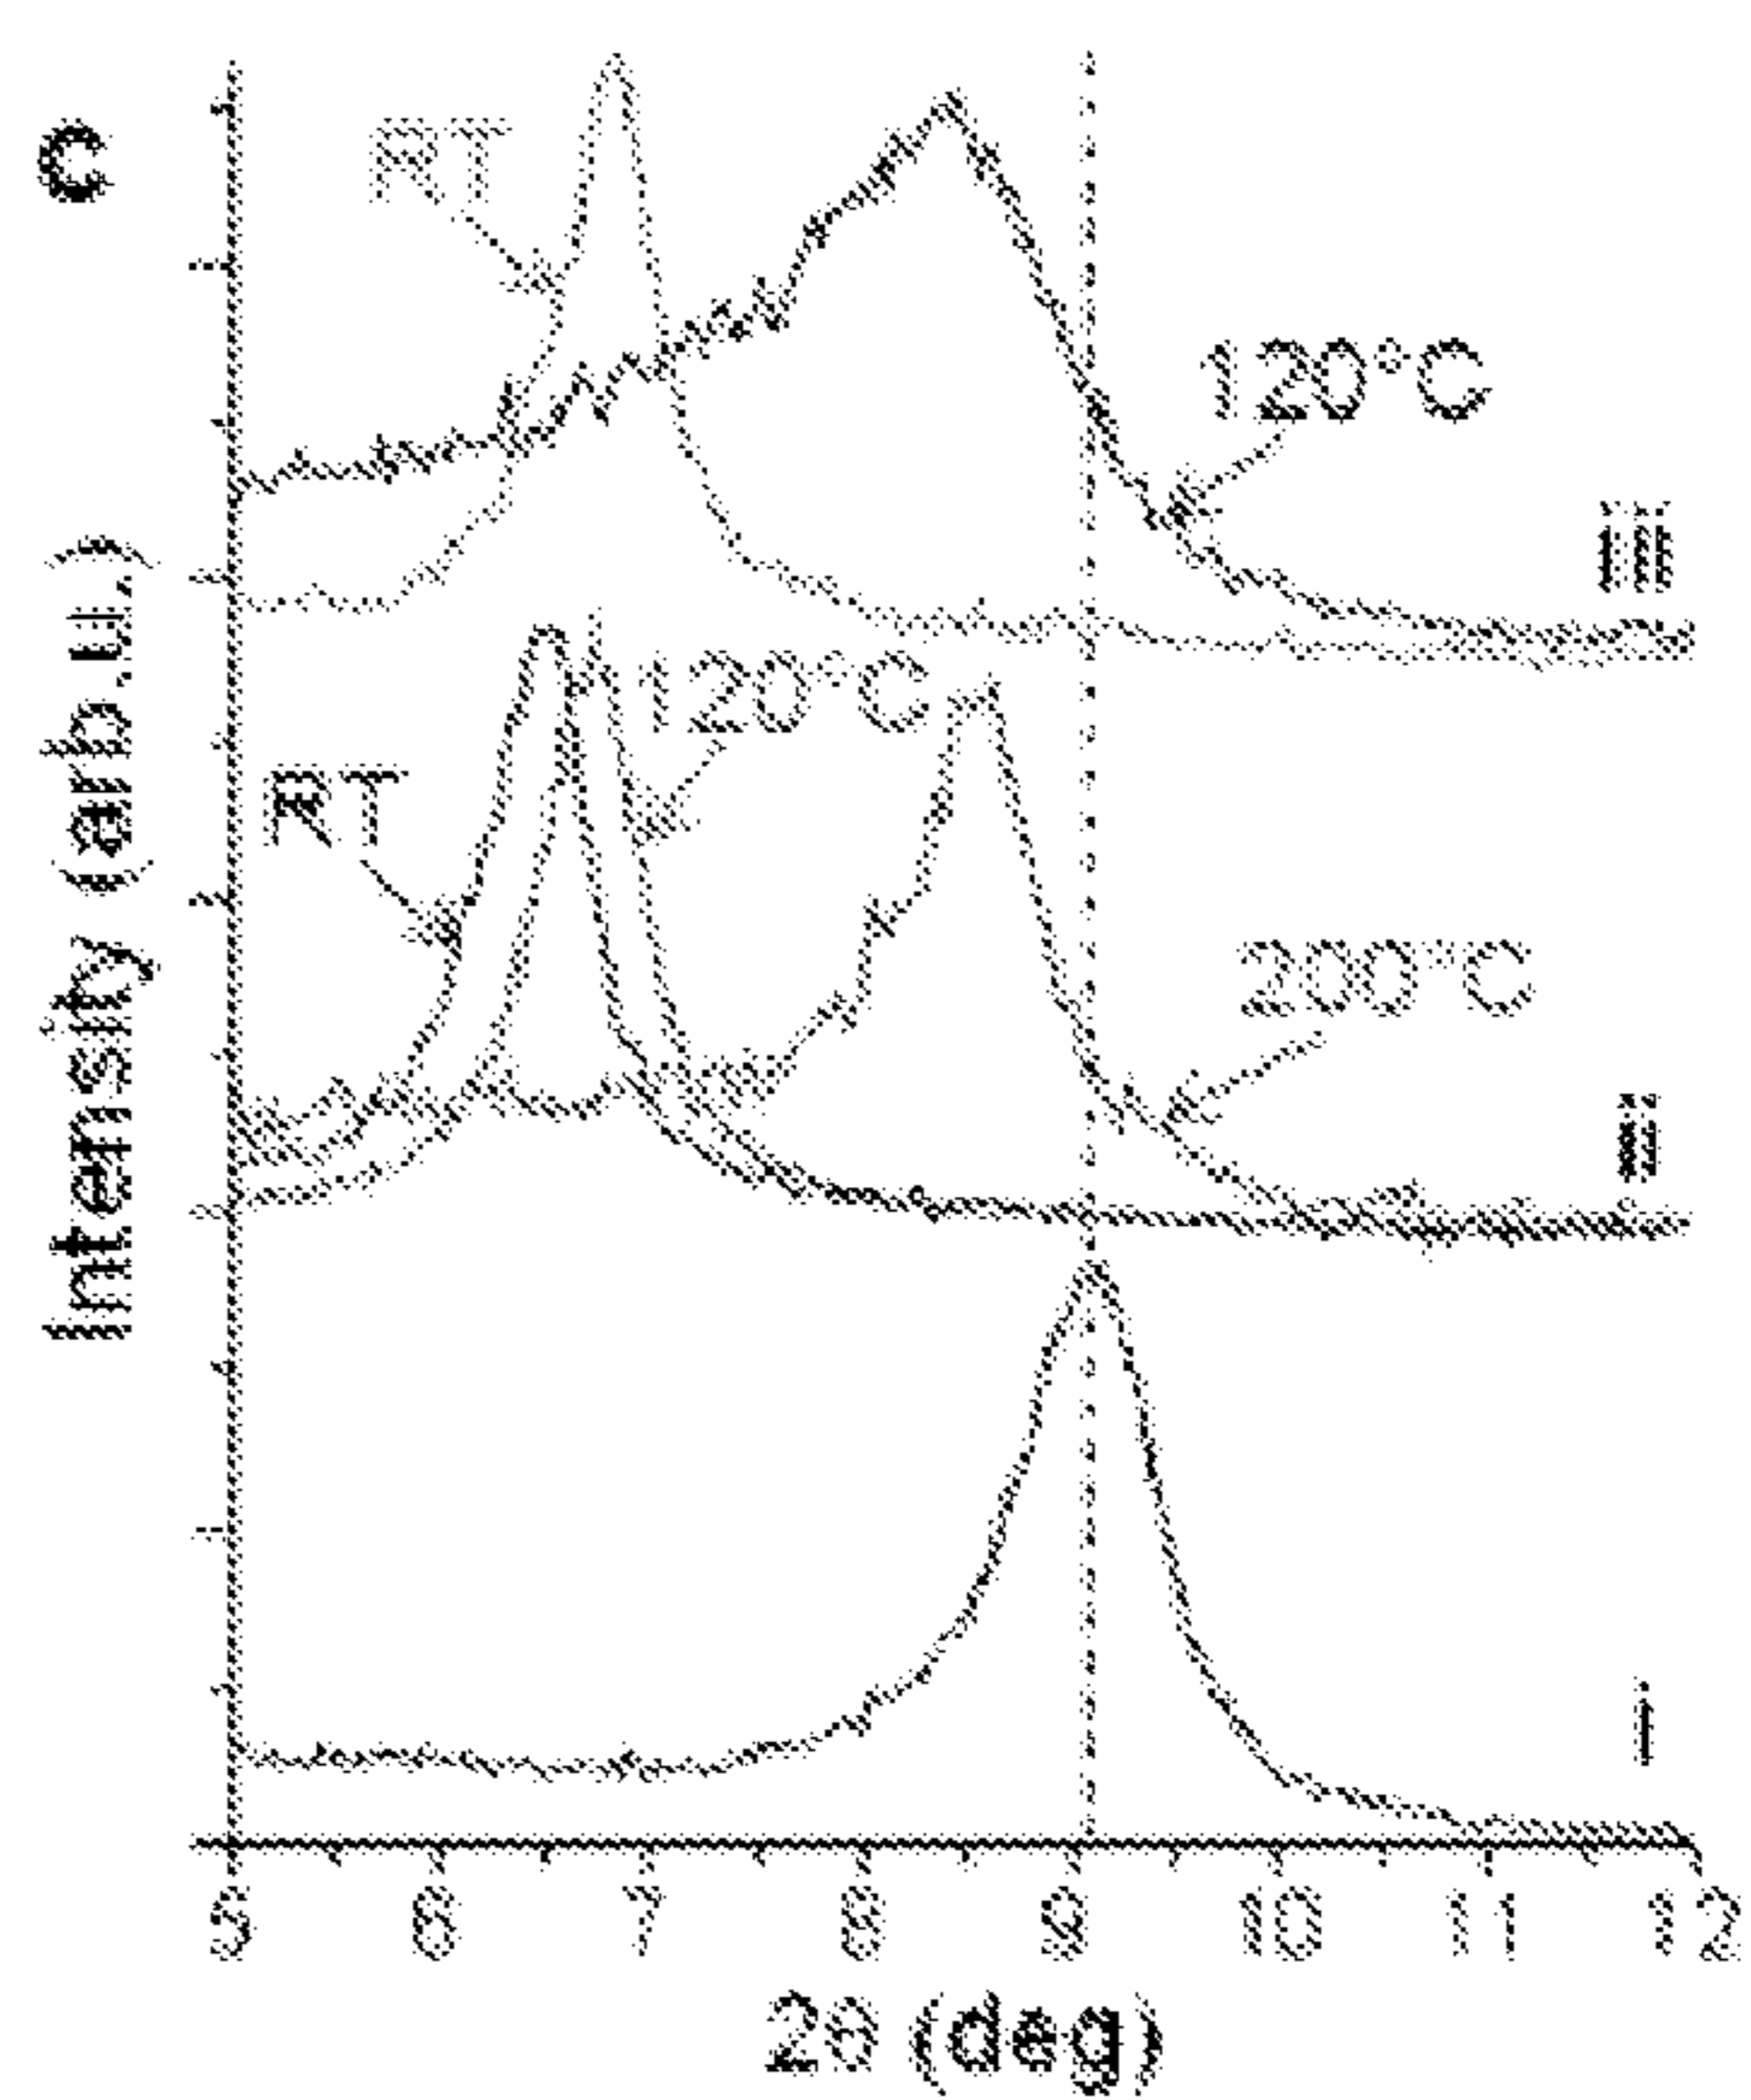 c
RT
120°C
iii
Intensity (arb.u.)
RT
120°C
200°C
ii
i
5 6 7 8 9 10 11 12
2θ (deg)